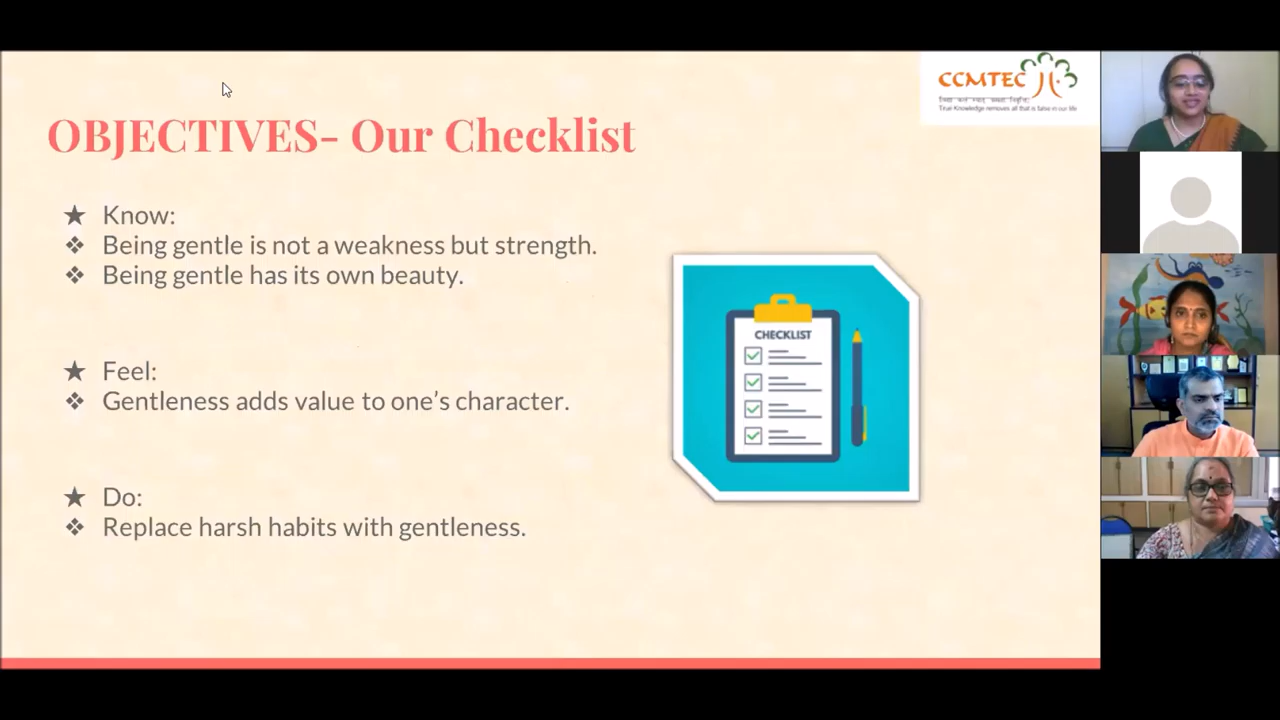 CCMTEC
True Knowledge removes all that is false in our life
OBJECTIVES- Our Checklist
★ Know:
❖ Being gentle is not a weakness but strength.
❖ Being gentle has its own beauty.
★ Feel:
❖ Gentleness adds value to one’s character.
★ Do:
❖ Replace harsh habits with gentleness.
CHECKLIST